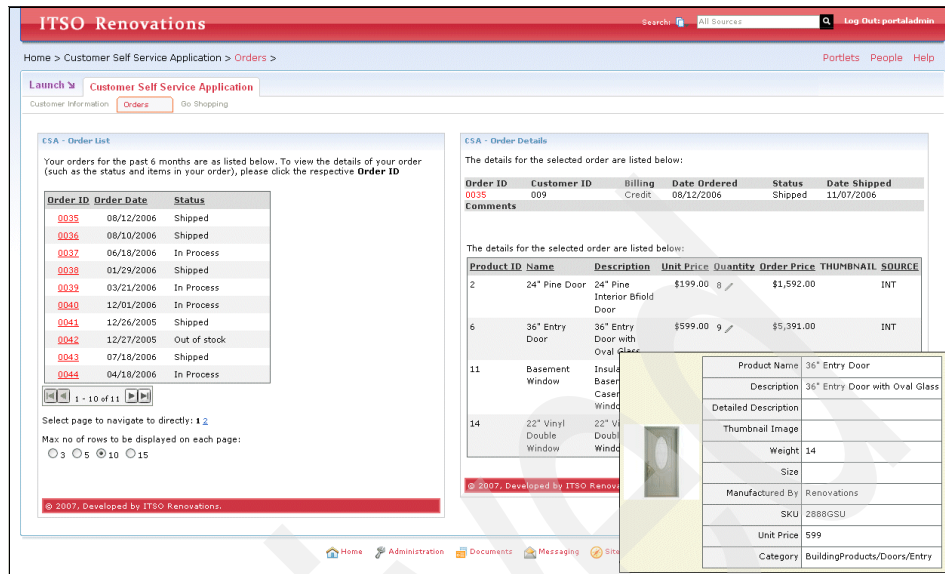 ITSO Renovations
Search: All Sources Log Out: portaladmin
Home > Customer Self Service Application > Orders >
Portlets People Help
Launch Customer Self Service Application
Customer Information Orders Go Shopping
CSA - Order List
Your orders for the past 6 months are as listed below. To view the details of your order
(such as the status and items in your order), please click the respective Order ID
Order ID Order Date Status
0035 08/12/2006 Shipped
0036 08/10/2006 Shipped
0037 06/18/2006 In Process
0038 01/29/2006 Shipped
0039 03/21/2006 In Process
0040 12/01/2006 In Process
0041 12/26/2005 Shipped
0042 12/27/2005 Out of stock
0043 07/18/2006 Shipped
0044 04/18/2006 In Process
1 - 10 of 11
Select page to navigate to directly: 1 2
Max no of rows to be displayed on each page:
3 5 10 15
© 2007, Developed by ITSO Renovations.
CSA - Order Details
The details for the selected order are listed below:
Order ID Customer ID Billing Date Ordered Status Date Shipped
0035 009 Credit 08/12/2006 Shipped 11/07/2006
Comments
The details for the selected order are listed below:
Product ID Name Description Unit Price Quantity Order Price THUMBNAIL SOURCE
2 24" Pine Door 24" Pine $199.00 8 $1,592.00 INT
Interior Bfiold
Door
6 36" Entry 36" Entry $599.00 9 $5,391.00 INT
Door Door with
Oval Glass
11 Basement Insula
Window Baser
Caser
Windo
14 22" Vinyl 22" Vi
Double Doubl
Window Windo
© 2007, Developed by ITSO Renova
Product Name 36" Entry Door
Description 36" Entry Door with Oval Glass
Detailed Description
Thumbnail Image
Weight 14
Size
Manufactured By Renovations
SKU 2888GSU
Unit Price 599
Category BuildingProducts/Doors/Entry
Home Administration Documents Messaging Site